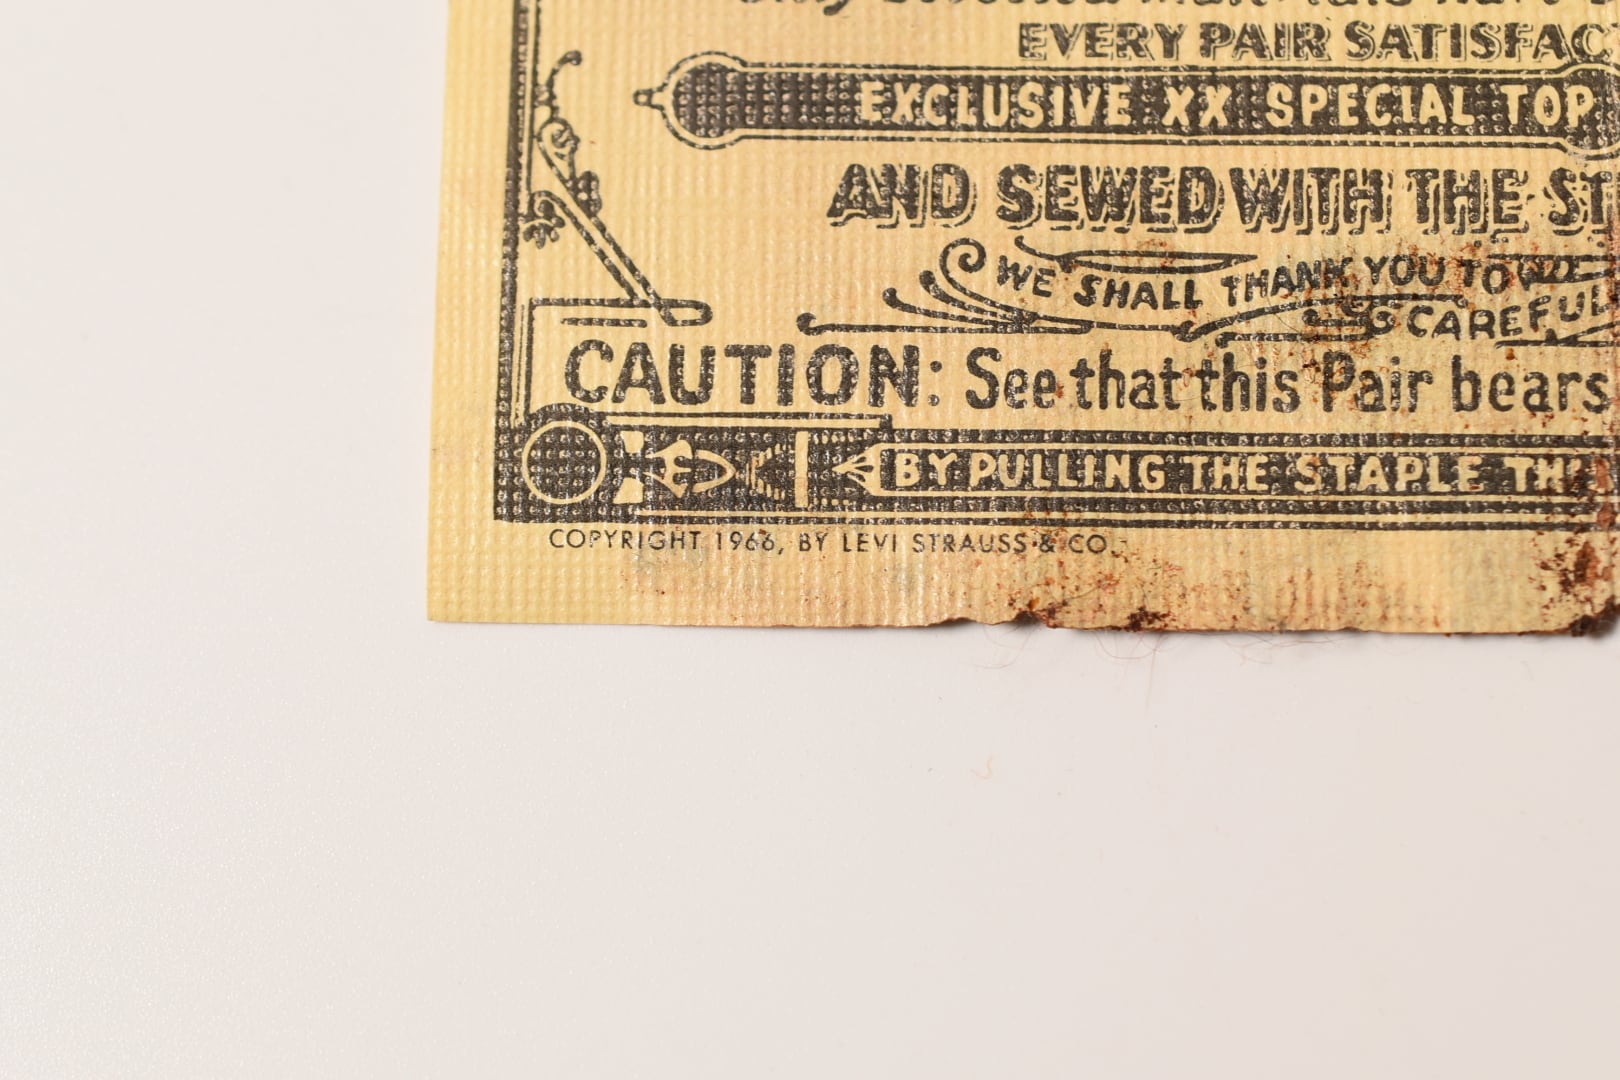 EVERY PAIR SATISFAC
EXCLUSIVE XX SPECIAL TOP
AND SEWED WITH THE ST
WE SHALL THANK YOU TO
CAREFUL
CAUTION: See that this Pair bears
BY PULLING THE STAPLE TH
COPYRIGHT 1966, BY LEVI STRAUSS & CO.